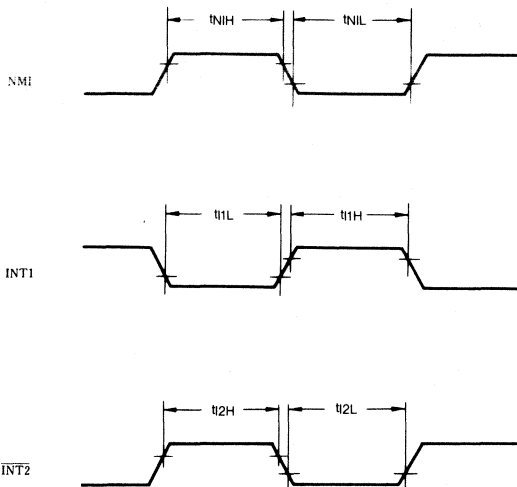 tNIH tNIL
NMI
tI1L tI1H
INT1
tI2H tI2L
INT2